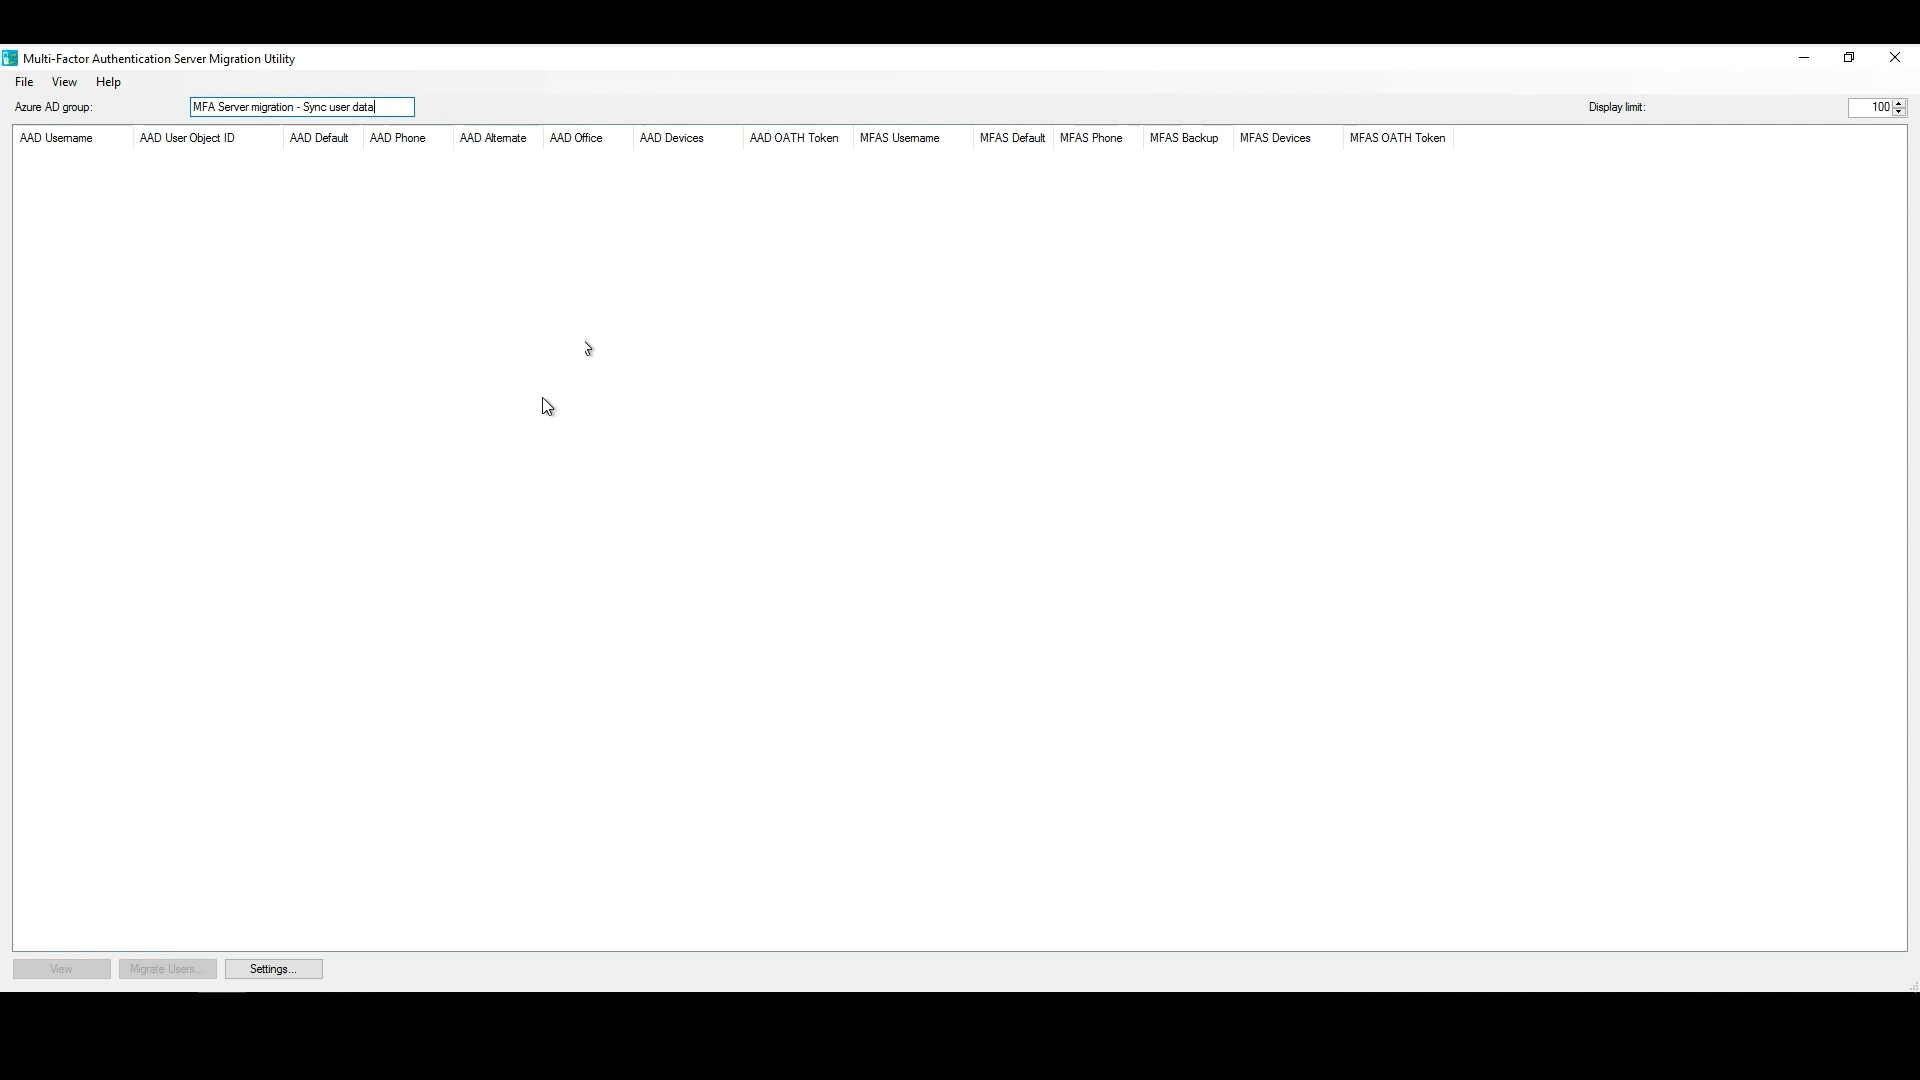 Multi-Factor Authentication Server Migration Utility
File View Help
Azure AD group: MFA Server migration - Sync user data Display limit: 100
AAD Username AAD User Object ID AAD Default AAD Phone AAD Alternate AAD Office AAD Devices AAD OATH Token MFAS Username MFAS Default MFAS Phone MFAS Backup MFAS Devices MFAS OATH Token
View Migrate Users... Settings...